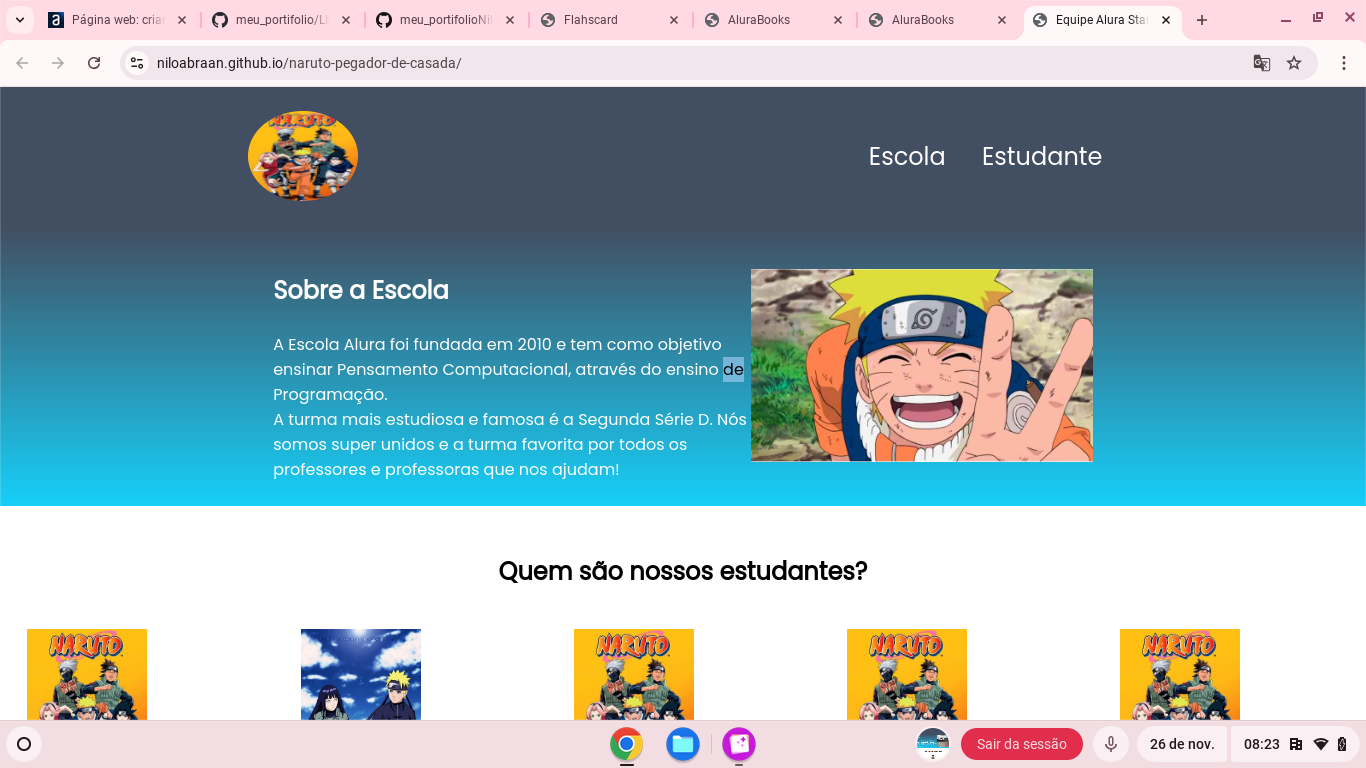 Página web: cria
meu_portifolio/LI
meu_portifolioNil
Flahscard
AluraBooks
AluraBooks
Equipe Alura Star
niloabraan.github.io/naruto-pegador-de-casada/
NARUTO
Escola Estudante
Sobre a Escola
A Escola Alura foi fundada em 2010 e tem como objetivo
ensinar Pensamento Computacional, através do ensino de
Programação.
A turma mais estudiosa e famosa é a Segunda Série D. Nós
somos super unidos e a turma favorita por todos os
professores e professoras que nos ajudam!
Quem são nossos estudantes?
NARUTO
NARUTO
NARUTO
NARUTO
Sair da sessão
26 de nov.
08:23